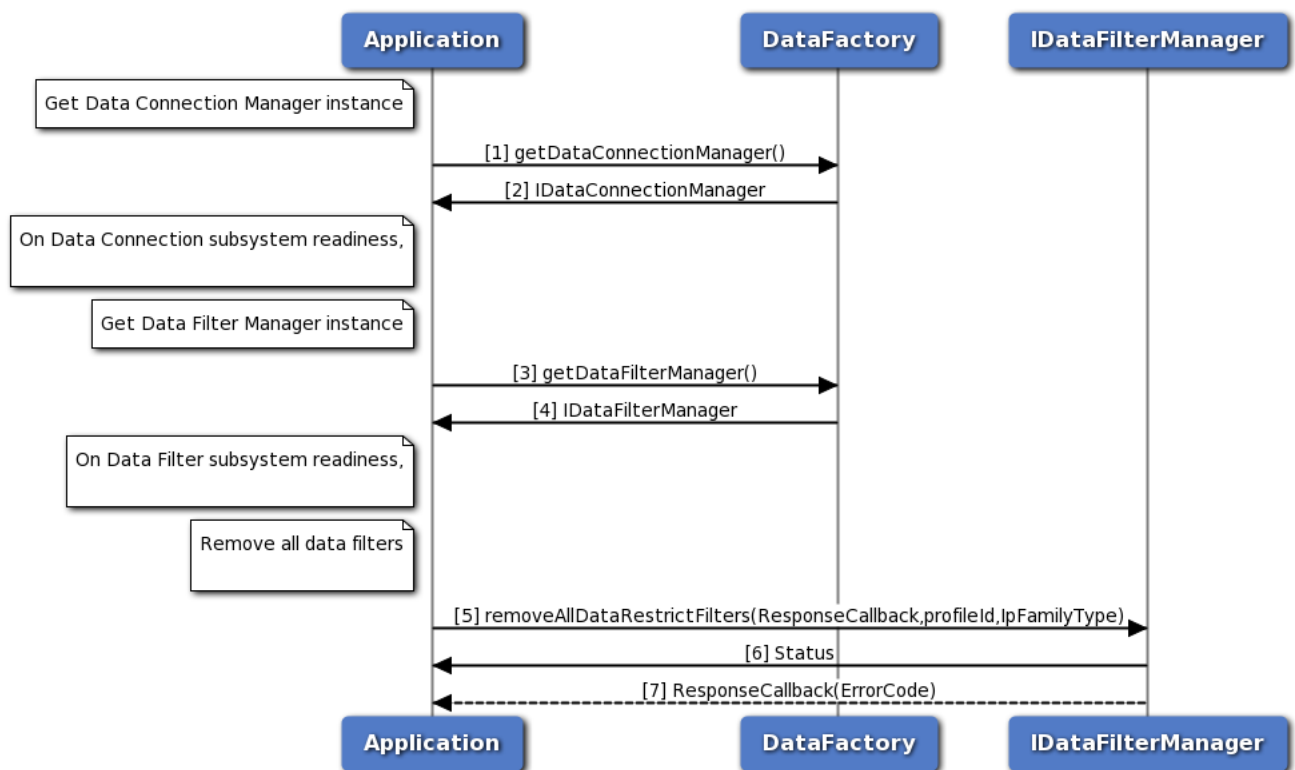 Application
DataFactory
IDataFilterManager
Get Data Connection Manager instance
[1] getDataConnectionManager()
[2] IDataConnectionManager
On Data Connection subsystem readiness,
Get Data Filter Manager instance
[3] getDataFilterManager()
[4] IDataFilterManager
On Data Filter subsystem readiness,
Remove all data filters
[5] removeAllDataRestrictFilters(ResponseCallback,profileId,IpFamilyType)
[6] Status
[7] ResponseCallback(ErrorCode)
Application
DataFactory
IDataFilterManager